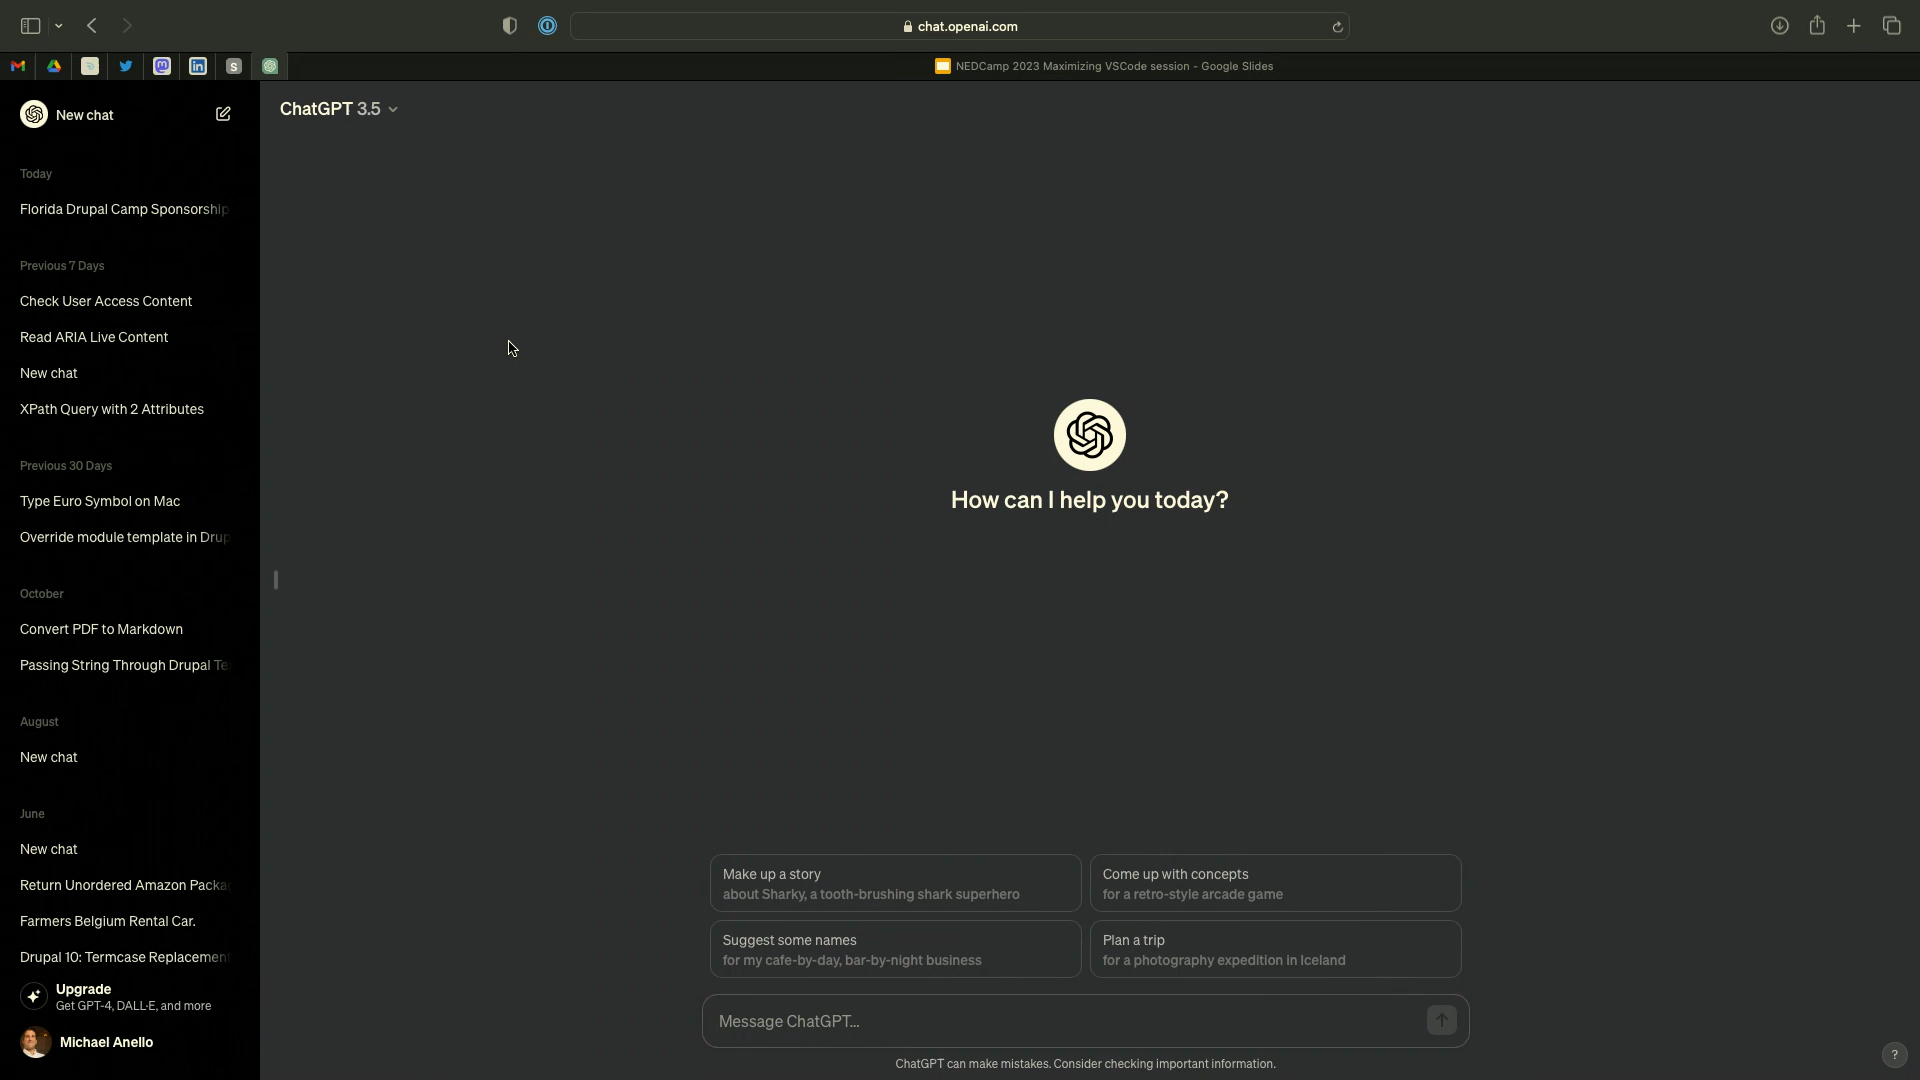 chat.openai.com
NEDCamp 2023 Maximizing VSCode session - Google Slides
New chat
Today
Florida Drupal Camp Sponsorship
Previous 7 Days
Check User Access Content
Read ARIA Live Content
New chat
XPath Query with 2 Attributes
Previous 30 Days
Type Euro Symbol on Mac
Override module template in Drup
October
Convert PDF to Markdown
Passing String Through Drupal Te
August
New chat
June
New chat
Return Unordered Amazon Packa
Farmers Belgium Rental Car.
Drupal 10: Termcase Replacement
Upgrade
Get GPT-4, DALL·E, and more
Michael Anello
ChatGPT 3.5
How can I help you today?
Make up a story
about Sharky, a tooth-brushing shark superhero
Come up with concepts
for a retro-style arcade game
Suggest some names
for my cafe-by-day, bar-by-night business
Plan a trip
for a photography expedition in Iceland
Message ChatGPT...
ChatGPT can make mistakes. Consider checking important information.
?